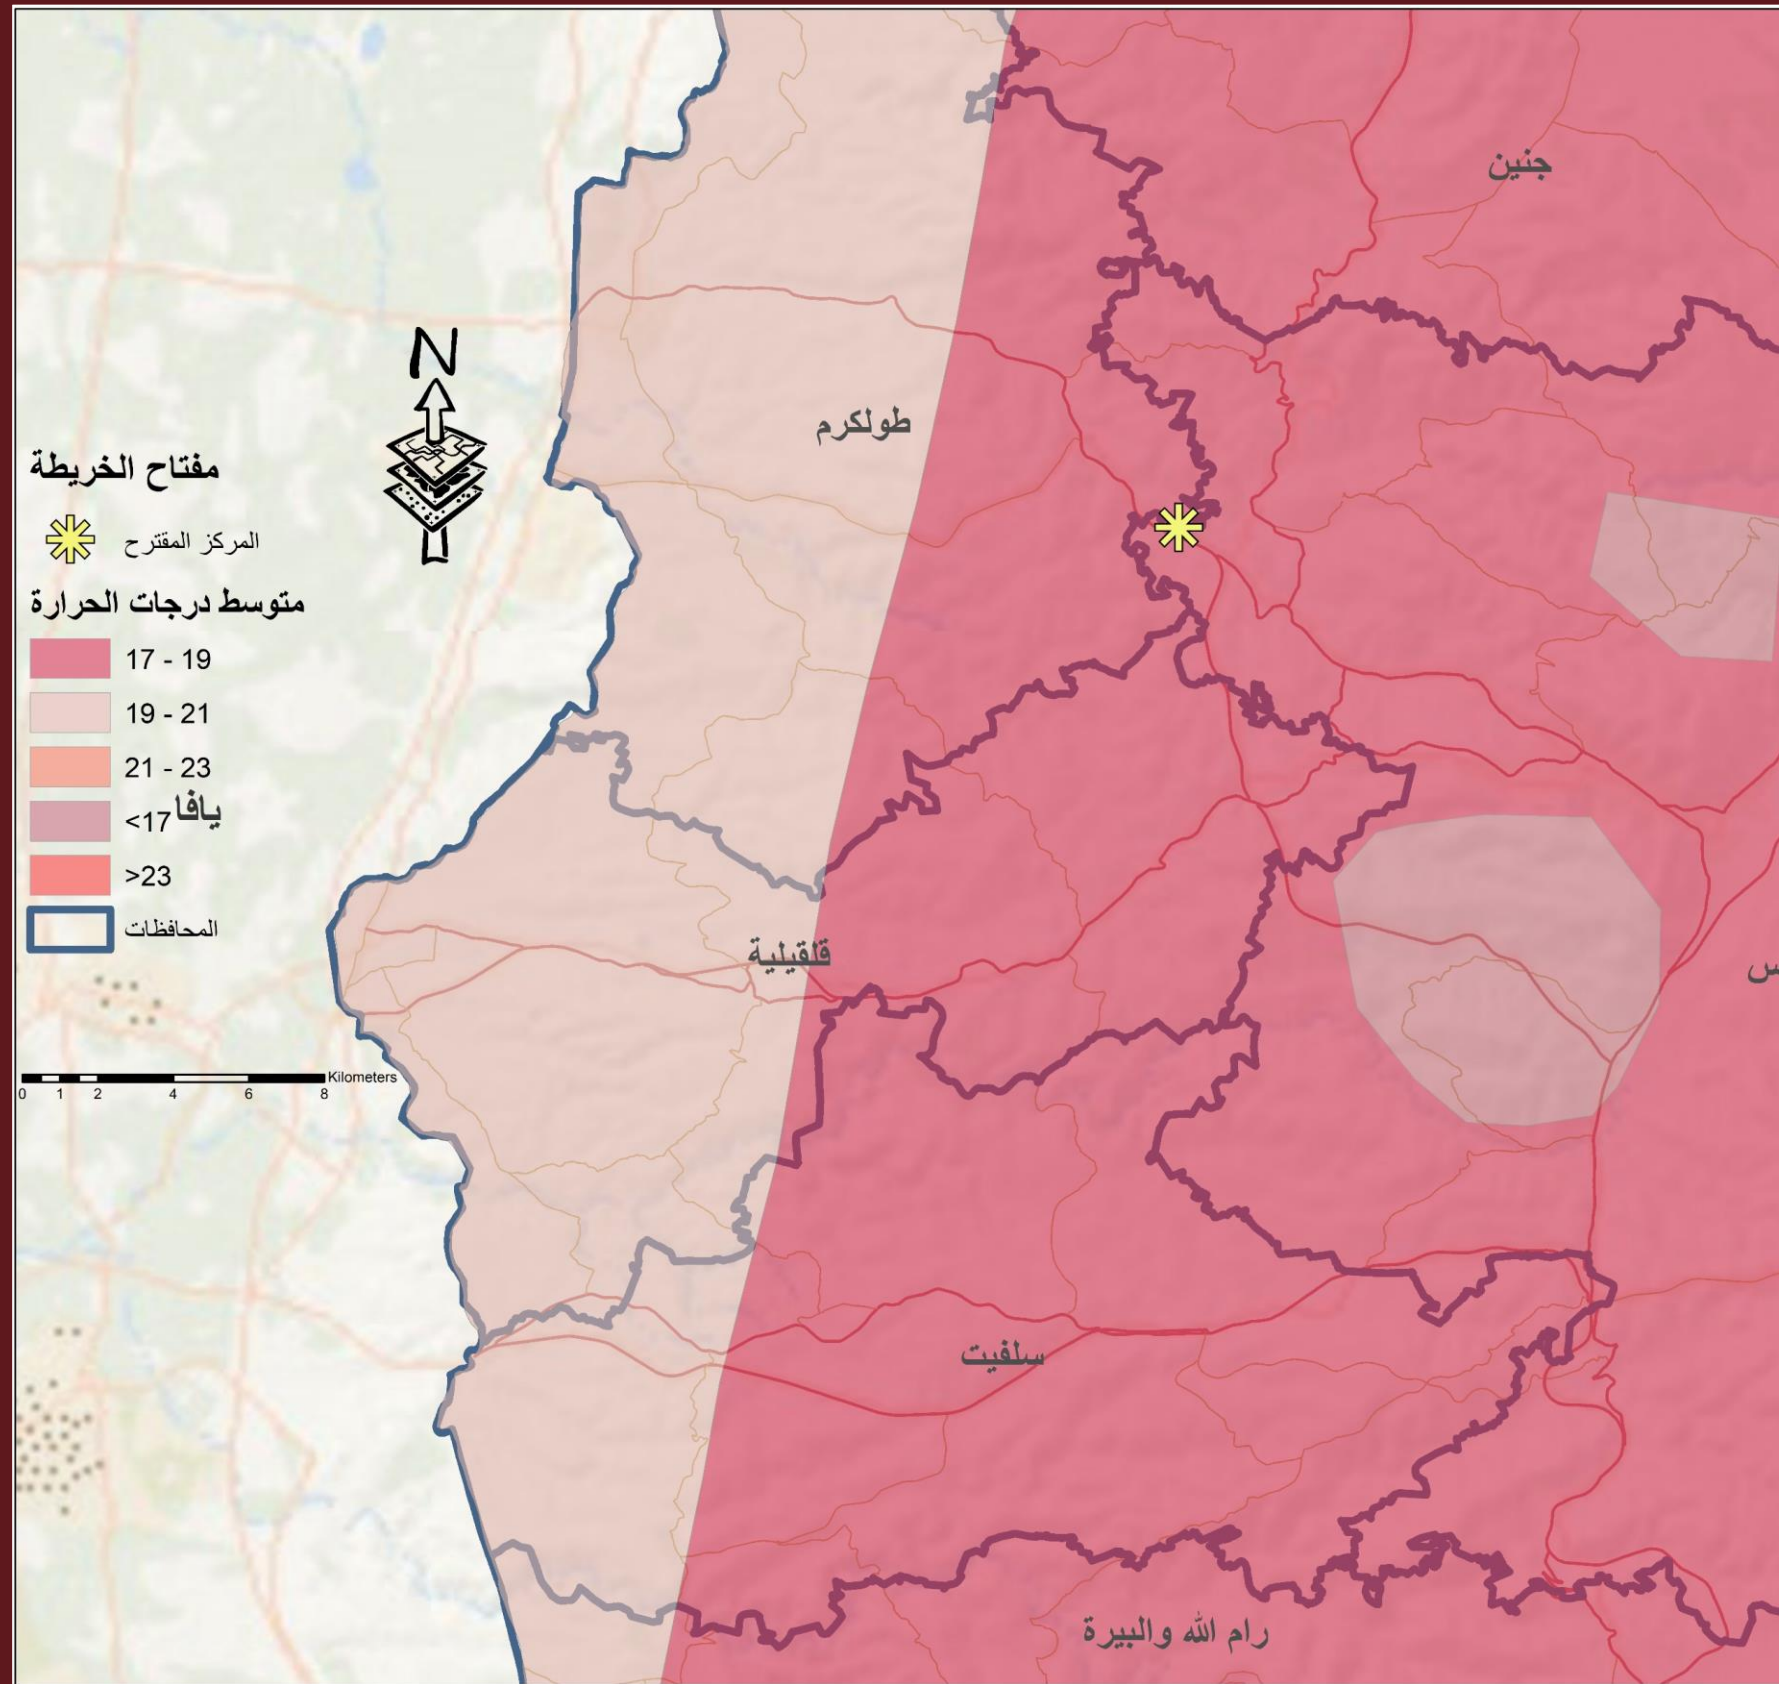 جنين
N
طولكرم
مفتاح الخريطة
المركز المقترح
متوسط درجات الحرارة
17 - 19
19 - 21
21 - 23
<17
يافا
>23
المحافظات
قلقيلية
Kilometers
0 1 2 4 6 8
سلفيت
رام الله والبيرة